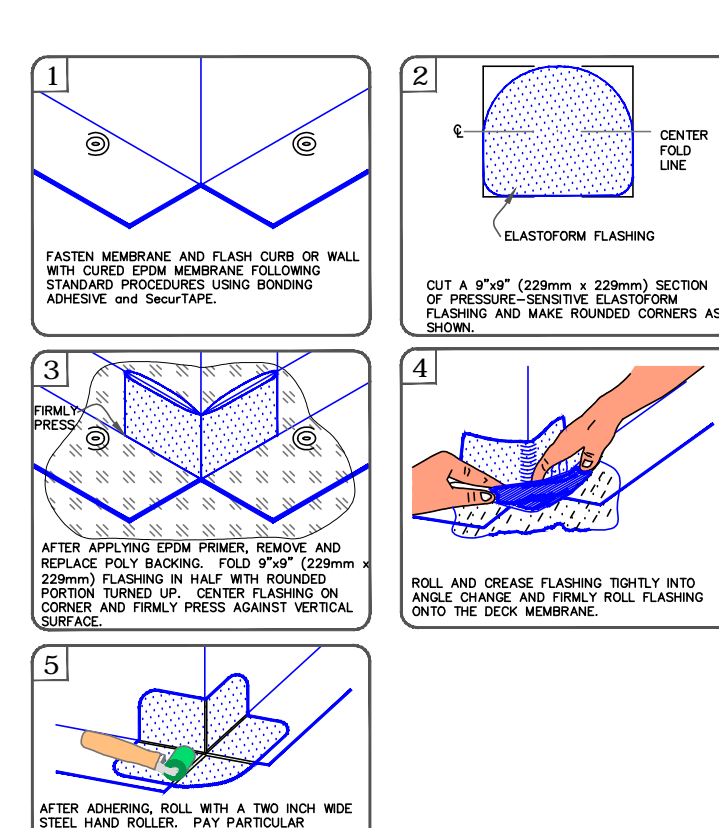 1
FASTEN MEMBRANE AND FLASH CURB OR WALL
WITH CURED EPDM MEMBRANE FOLLOWING
STANDARD PROCEDURES USING BONDING
ADHESIVE and SecurTAPE.
2
℄
CENTER
FOLD
LINE
ELASTOFORM FLASHING
CUT A 9"x9" (229mm x 229mm) SECTION
OF PRESSURE-SENSITIVE ELASTOFORM
FLASHING AND MAKE ROUNDED CORNERS AS
SHOWN.
3
FIRMLY
PRESS
AFTER APPLYING EPDM PRIMER, REMOVE AND
REPLACE POLY BACKING. FOLD 9"x9" (229mm x
229mm) FLASHING IN HALF WITH ROUNDED
PORTION TURNED UP. CENTER FLASHING ON
CORNER AND FIRMLY PRESS AGAINST VERTICAL
SURFACE.
4
ROLL AND CREASE FLASHING TIGHTLY INTO
ANGLE CHANGE AND FIRMLY ROLL FLASHING
ONTO THE DECK MEMBRANE.
5
AFTER ADHERING, ROLL WITH A TWO INCH WIDE
STEEL HAND ROLLER. PAY PARTICULAR